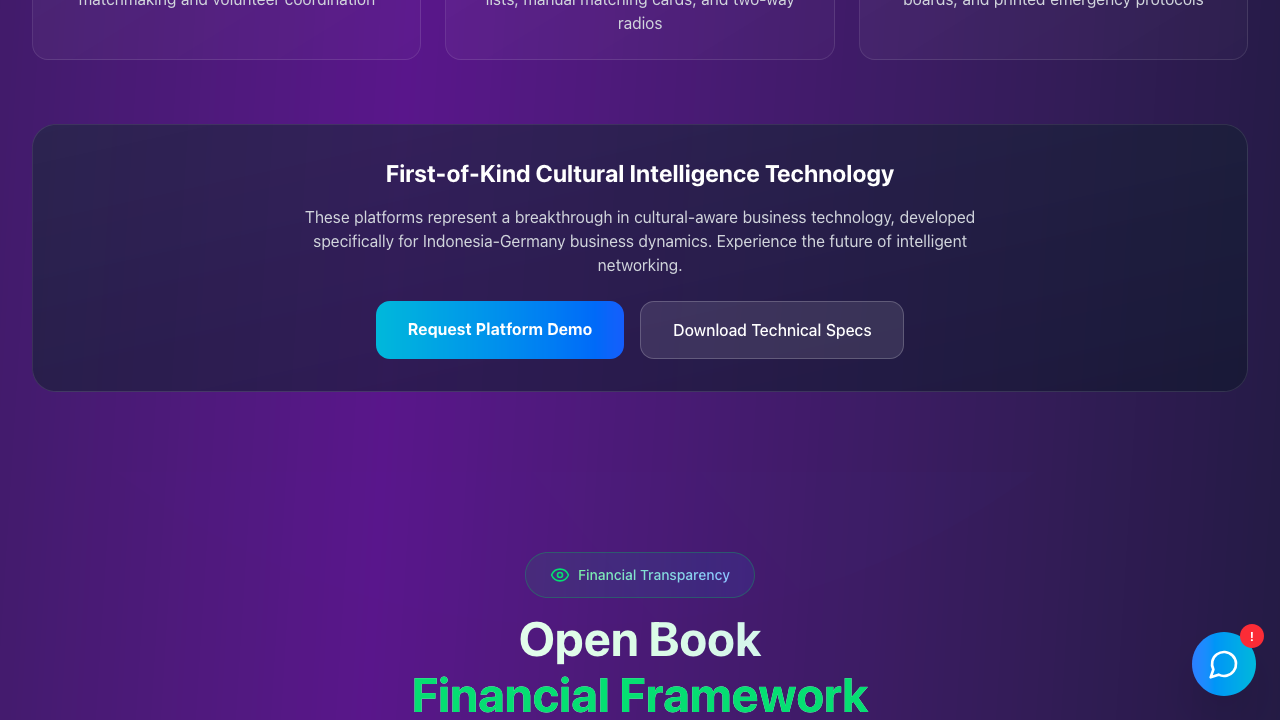 matchmaking and volunteer coordination
lists, manual matching cards, and two-way
radios
boards, and printed emergency protocols
First-of-Kind Cultural Intelligence Technology
These platforms represent a breakthrough in cultural-aware business technology, developed
specifically for Indonesia-Germany business dynamics. Experience the future of intelligent
networking.
Request Platform Demo
Download Technical Specs
Financial Transparency
Open Book
Financial Framework
!